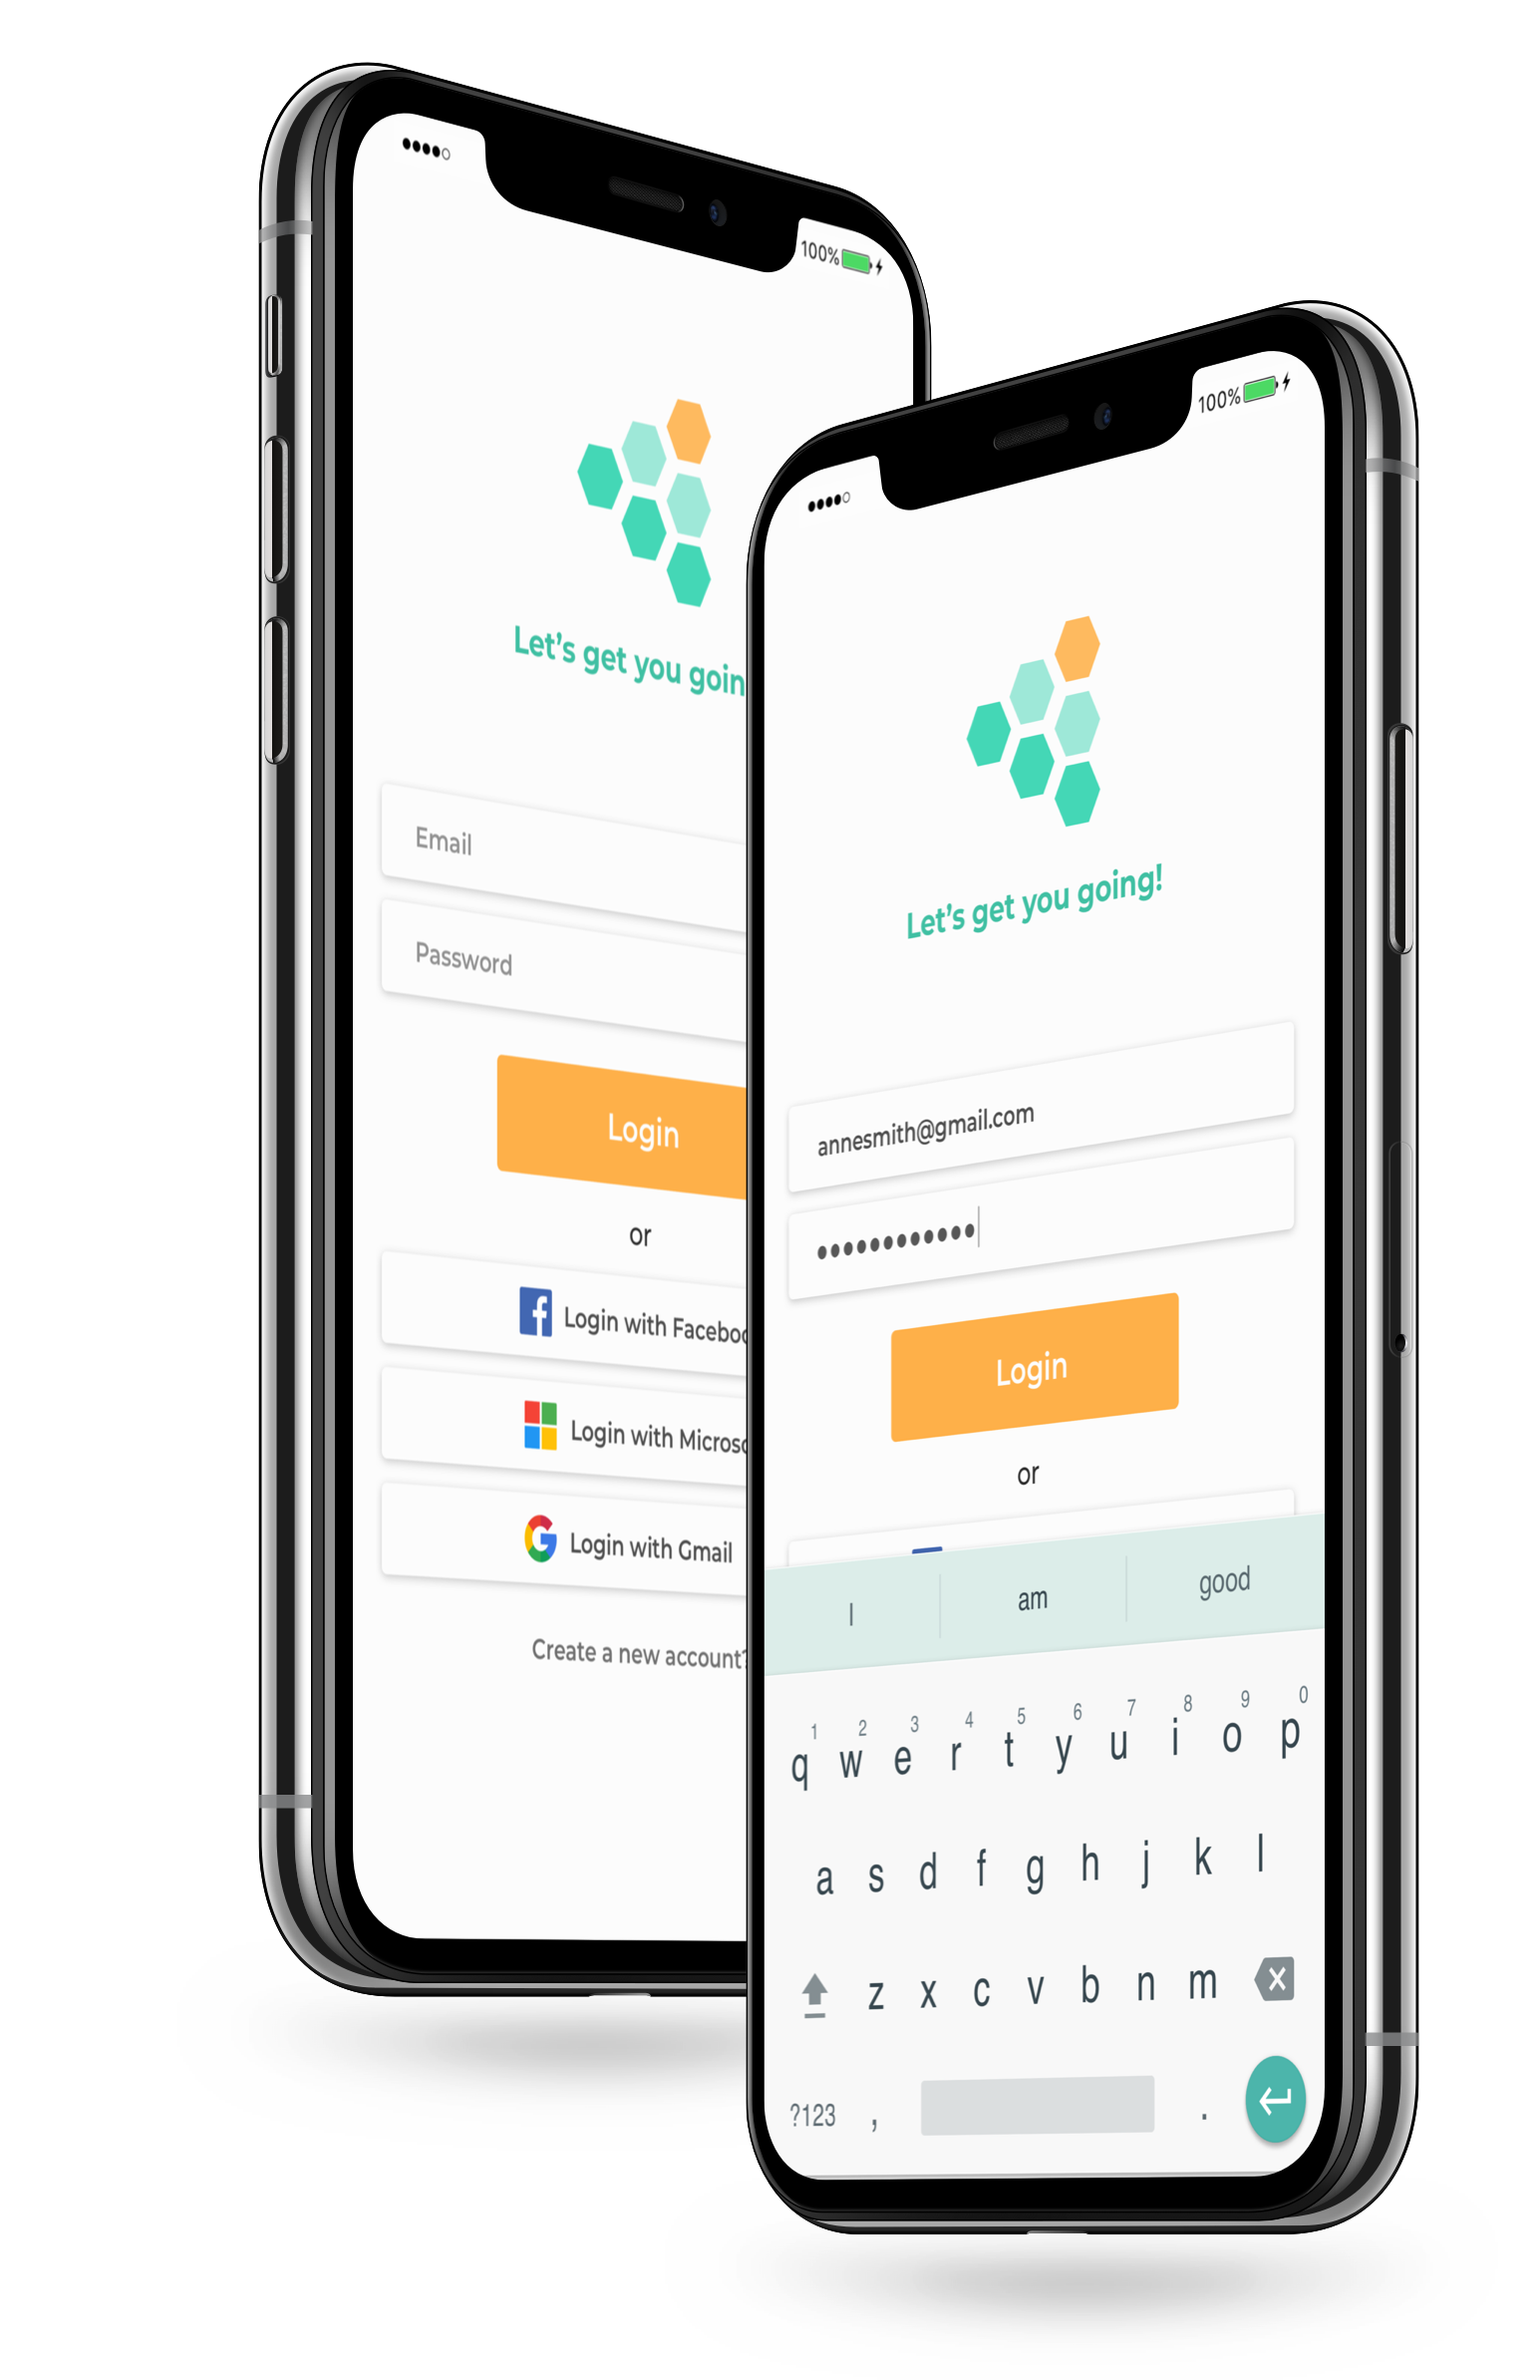 100%
Let's get you goin
Email
Password
Login
or
Login with Faceboo
Login with Microso
Login with Gmail
Create a new account?
100%
Let's get you going!
annesmith@gmail.com
Login
or
I am good
1 2 3 4 5 6 7 8 9 0
q w e r t y u i o p
a s d f g h j k l
z x c v b n m
?123 , .